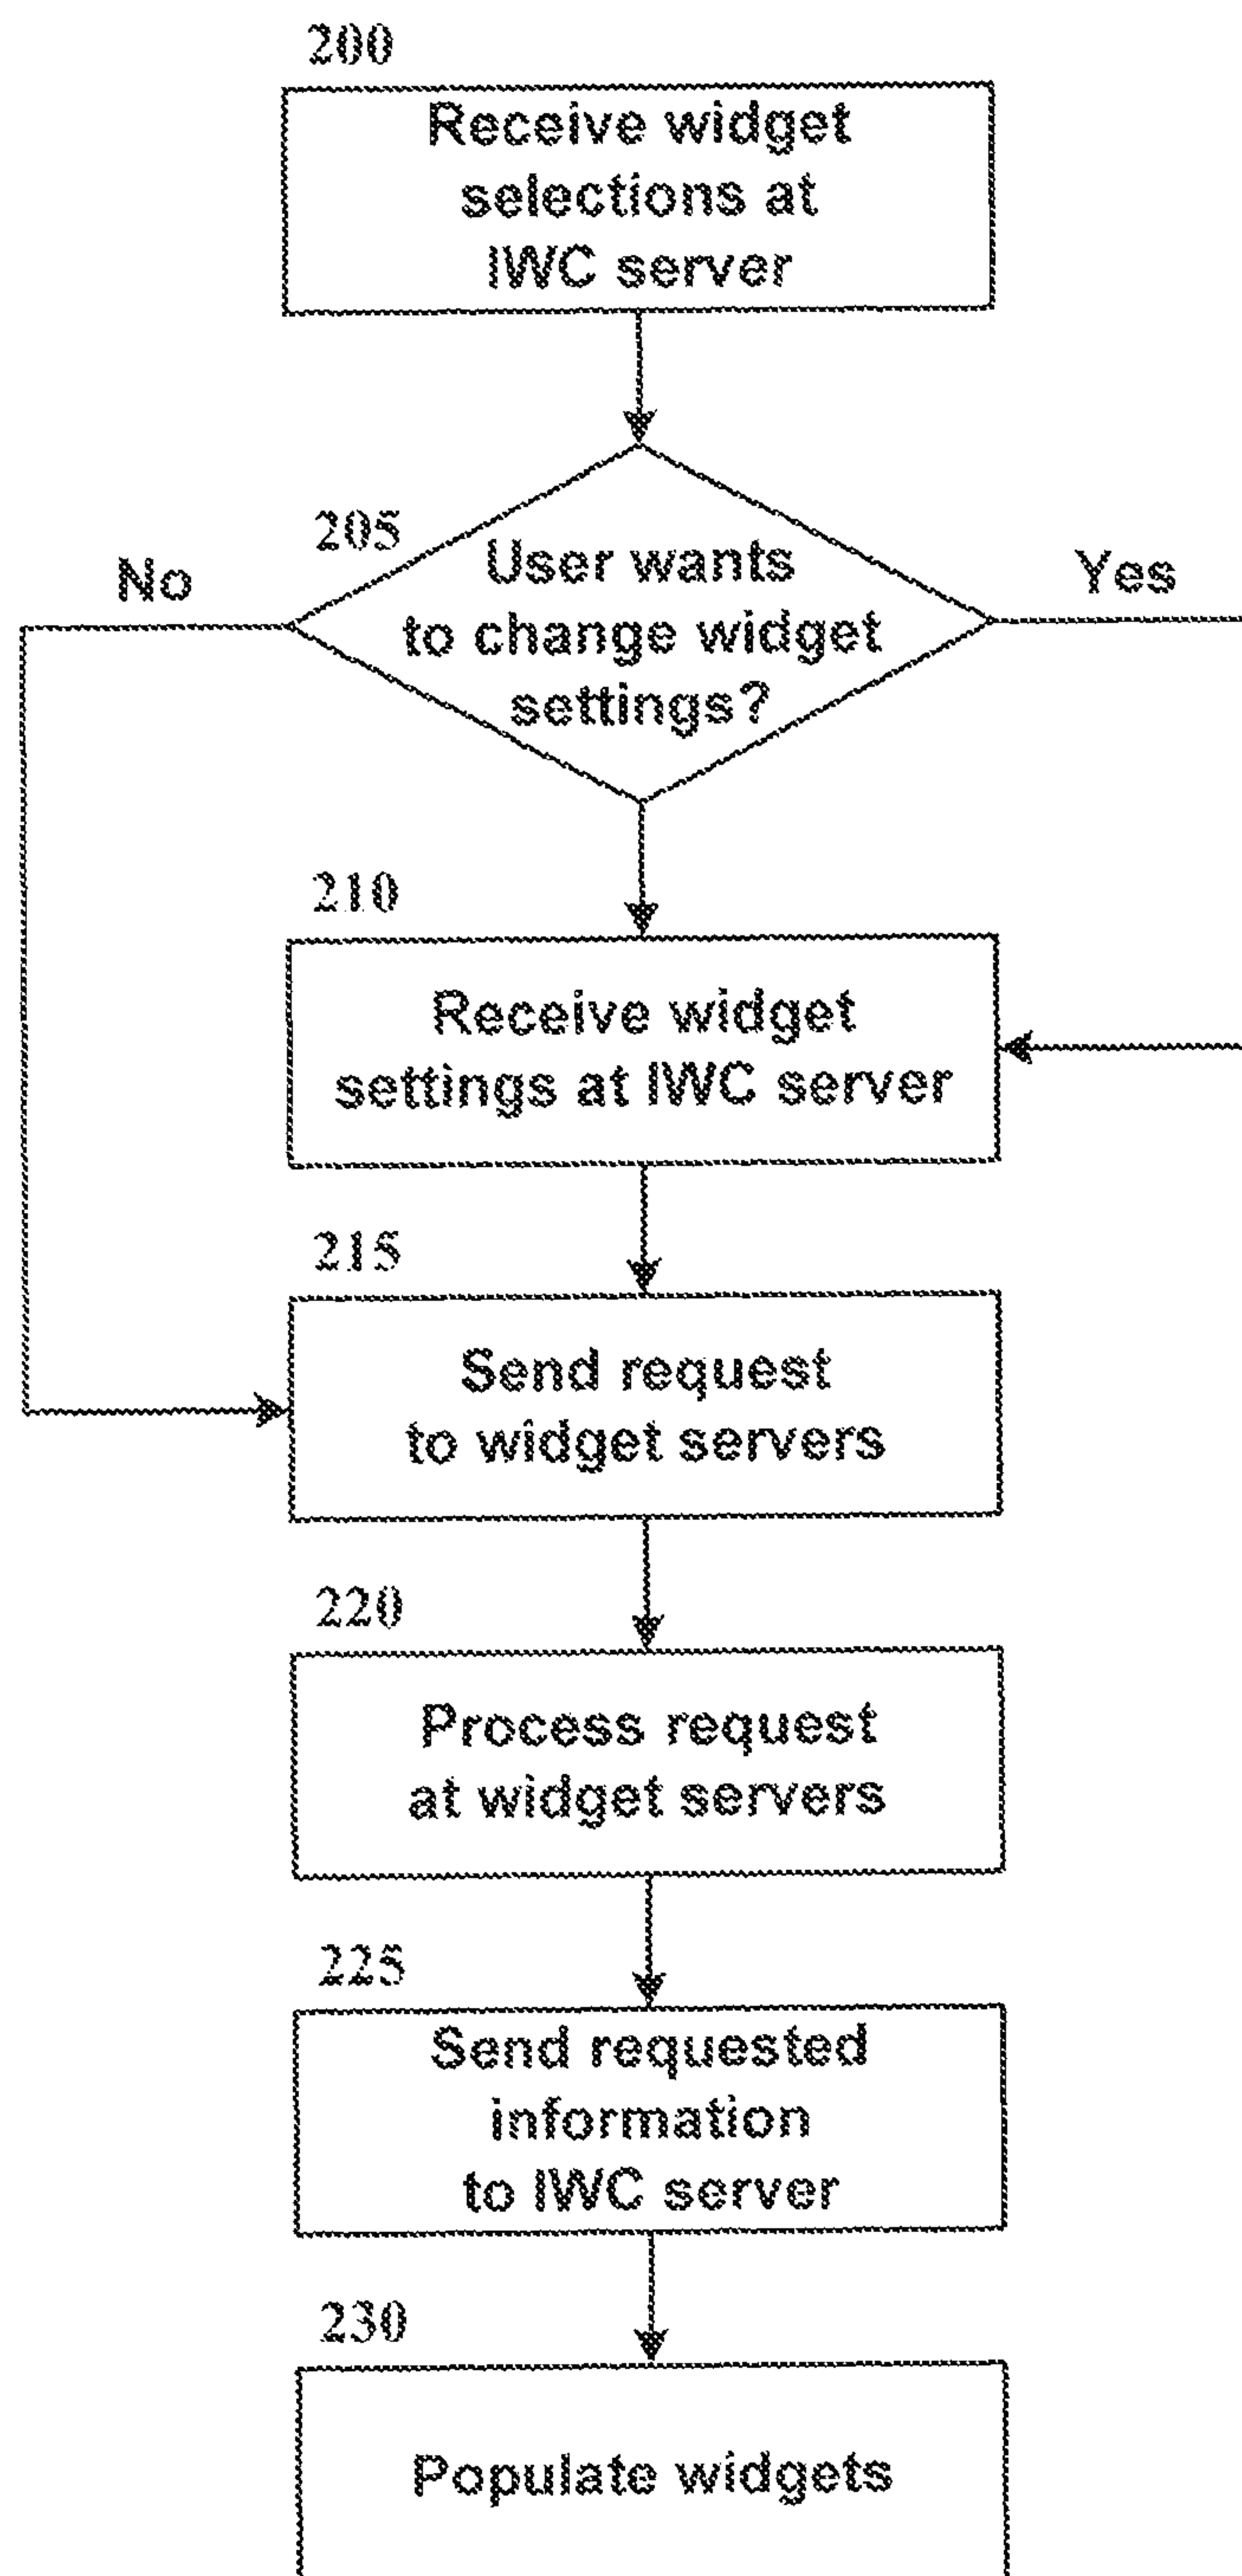 200
Receive widget
selections at
IWC server
205
No
User wants
to change widget
settings?
Yes
210
Receive widget
settings at IWC server
215
Send request
to widget servers
220
Process request
at widget servers
225
Send requested
information
to IWC server
230
Populate widgets